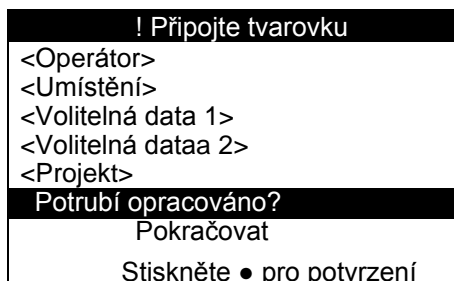 ! Připojte tvarovku
<Operátor>
<Umístění>
<Volitelná data 1>
<Volitelná dataa 2>
<Projekt>
Potrubí opracováno?
Pokračovat
Stiskněte ● pro potvrzení